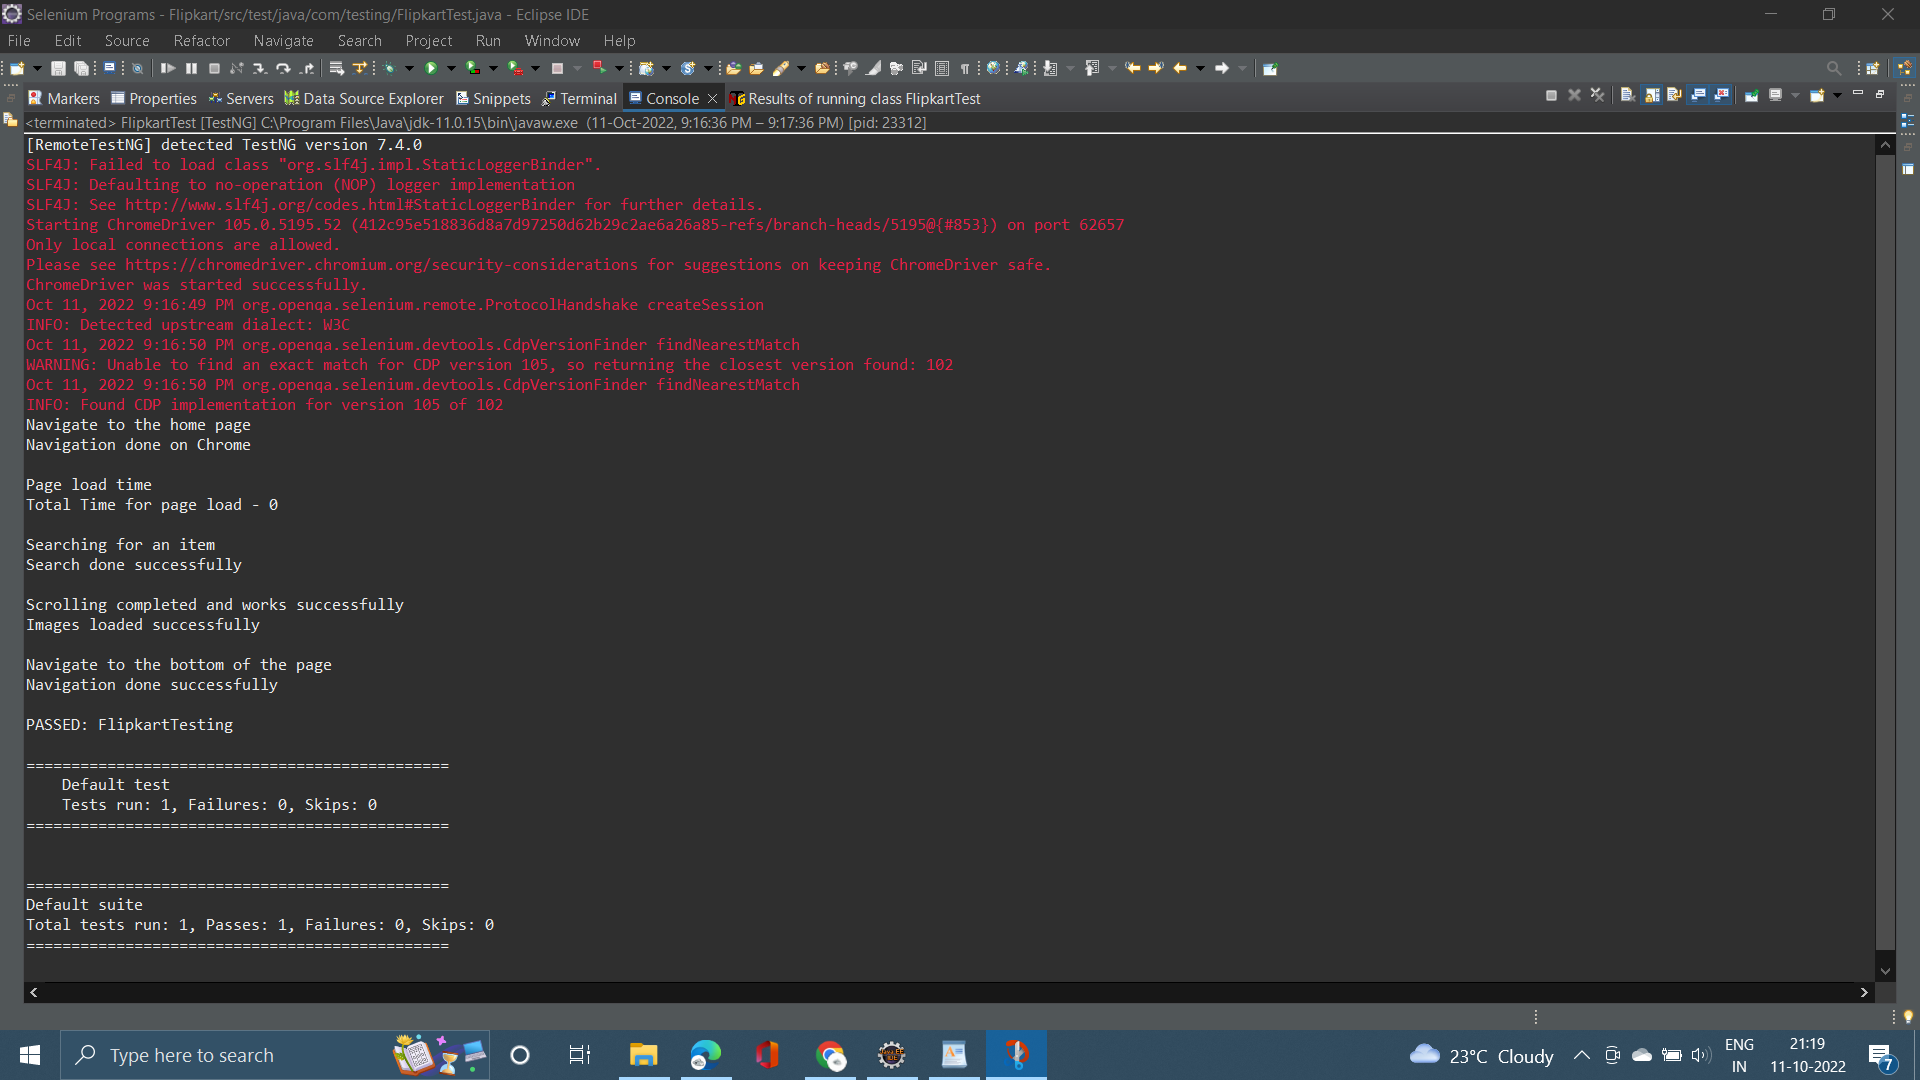 Selenium Programs - Flipkart/src/test/java/com/testing/FlipkartTest.java - Eclipse IDE
File Edit Source Refactor Navigate Search Project Run Window Help
Markers Properties Servers Data Source Explorer Snippets Terminal Console Results of running class FlipkartTest
<terminated> FlipkartTest [TestNG] C:\Program Files\Java\jdk-11.0.15\bin\javaw.exe (11-Oct-2022, 9:16:36 PM – 9:17:36 PM) [pid: 23312]
[RemoteTestNG] detected TestNG version 7.4.0
SLF4J: Failed to load class "org.slf4j.impl.StaticLoggerBinder".
SLF4J: Defaulting to no-operation (NOP) logger implementation
SLF4J: See http://www.slf4j.org/codes.html#StaticLoggerBinder for further details.
Starting ChromeDriver 105.0.5195.52 (412c95e518836d8a7d97250d62b29c2ae6a26a85-refs/branch-heads/5195@{#853}) on port 62657
Only local connections are allowed.
Please see https://chromedriver.chromium.org/security-considerations for suggestions on keeping ChromeDriver safe.
ChromeDriver was started successfully.
Oct 11, 2022 9:16:49 PM org.openqa.selenium.remote.ProtocolHandshake createSession
INFO: Detected upstream dialect: W3C
Oct 11, 2022 9:16:50 PM org.openqa.selenium.devtools.CdpVersionFinder findNearestMatch
WARNING: Unable to find an exact match for CDP version 105, so returning the closest version found: 102
Oct 11, 2022 9:16:50 PM org.openqa.selenium.devtools.CdpVersionFinder findNearestMatch
INFO: Found CDP implementation for version 105 of 102
Navigate to the home page
Navigation done on Chrome
Page load time
Total Time for page load - 0
Searching for an item
Search done successfully
Scrolling completed and works successfully
Images loaded successfully
Navigate to the bottom of the page
Navigation done successfully
PASSED: FlipkartTesting
===============================================
Default test
Tests run: 1, Failures: 0, Skips: 0
===============================================
===============================================
Default suite
Total tests run: 1, Passes: 1, Failures: 0, Skips: 0
===============================================
Type here to search
23°C Cloudy
ENG
IN
21:19
11-10-2022
7